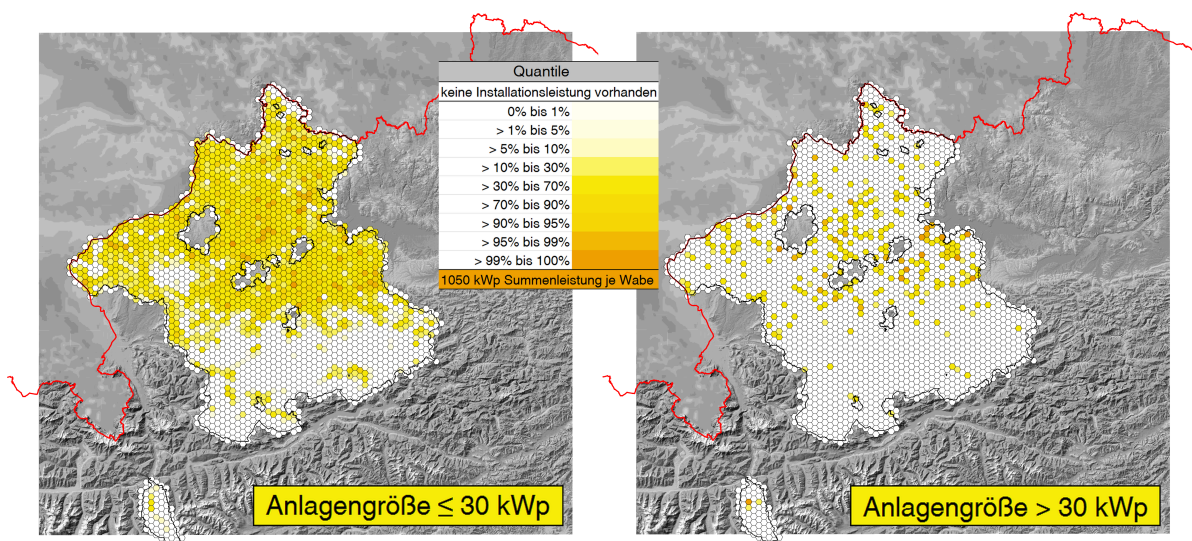 Quantile
keine Installationsleistung vorhanden
0% bis 1%
> 1% bis 5%
> 5% bis 10%
> 10% bis 30%
> 30% bis 70%
> 70% bis 90%
> 90% bis 95%
> 95% bis 99%
> 99% bis 100%
1050 kWp Summenleistung je Wabe
Anlagengröße ≤ 30 kWp
Anlagengröße > 30 kWp